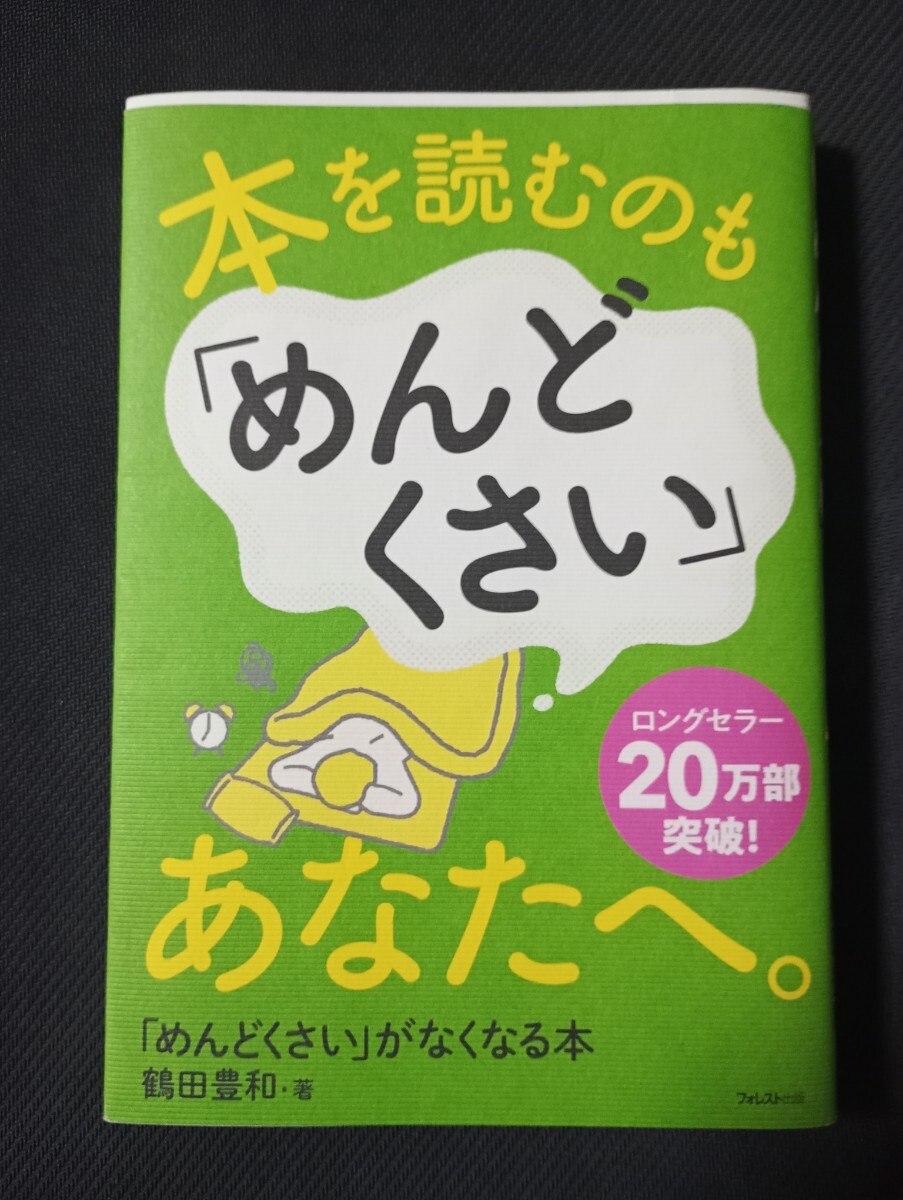 本を読むのも
「めんど
くさい」
ロングセラー
20万部
突破!
あなたへ。
「めんどくさい」がなくなる本
鶴田豊和・著
フォレスト出版